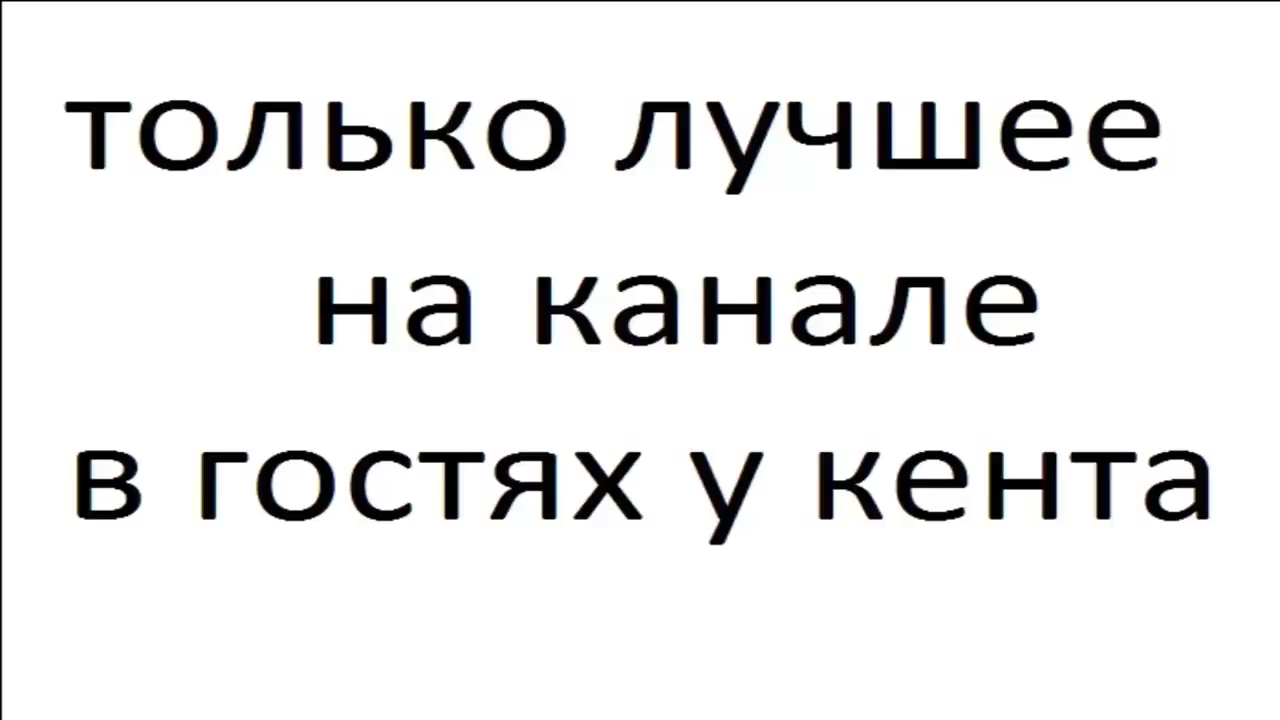 только лучшее
на канале
в гостях у кента